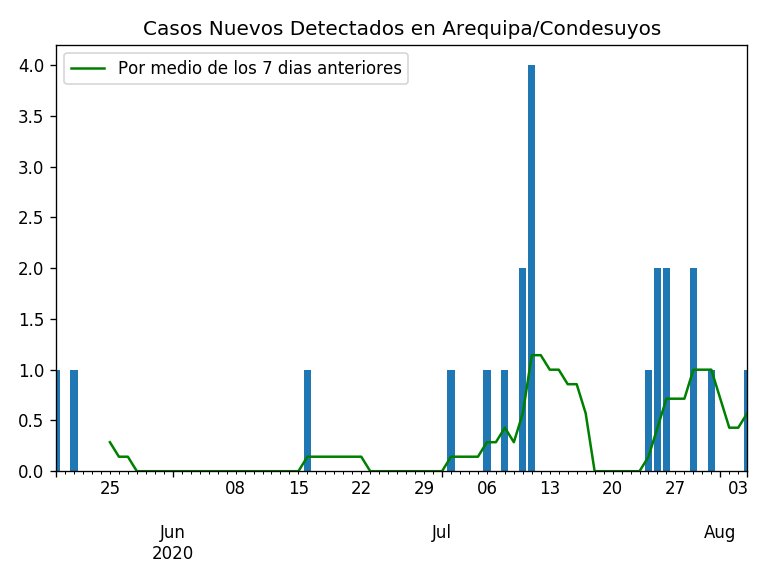 Casos Nuevos Detectados en Arequipa/Condesuyos
Por medio de los 7 dias anteriores
4.0
3.5
3.0
2.5
2.0
1.5
1.0
0.5
0.0
25 08 15 22 29 06 13 20 27 03
Jun Jul Aug
2020